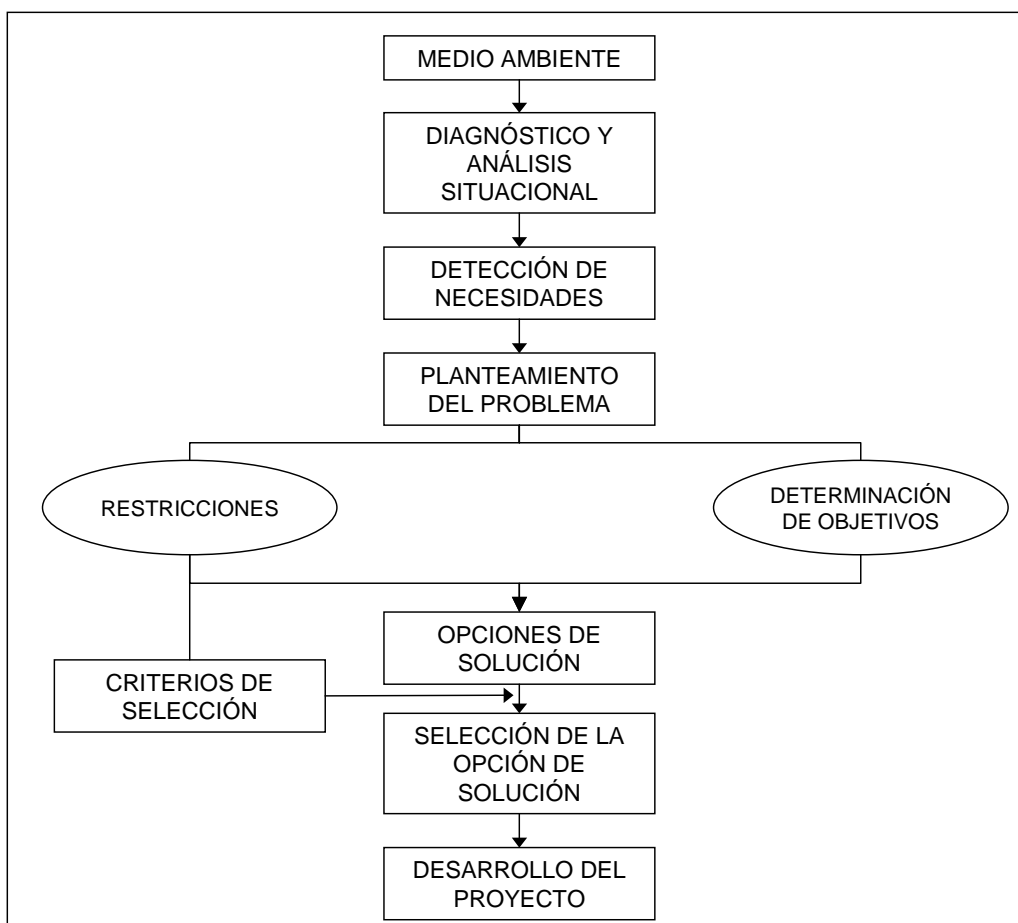 MEDIO AMBIENTE
DIAGNÓSTICO Y
ANÁLISIS
SITUACIONAL
DETECCIÓN DE
NECESIDADES
PLANTEAMIENTO
DEL PROBLEMA
RESTRICCIONES
DETERMINACIÓN
DE OBJETIVOS
OPCIONES DE
SOLUCIÓN
CRITERIOS DE
SELECCIÓN
SELECCIÓN DE LA
OPCIÓN DE
SOLUCIÓN
DESARROLLO DEL
PROYECTO